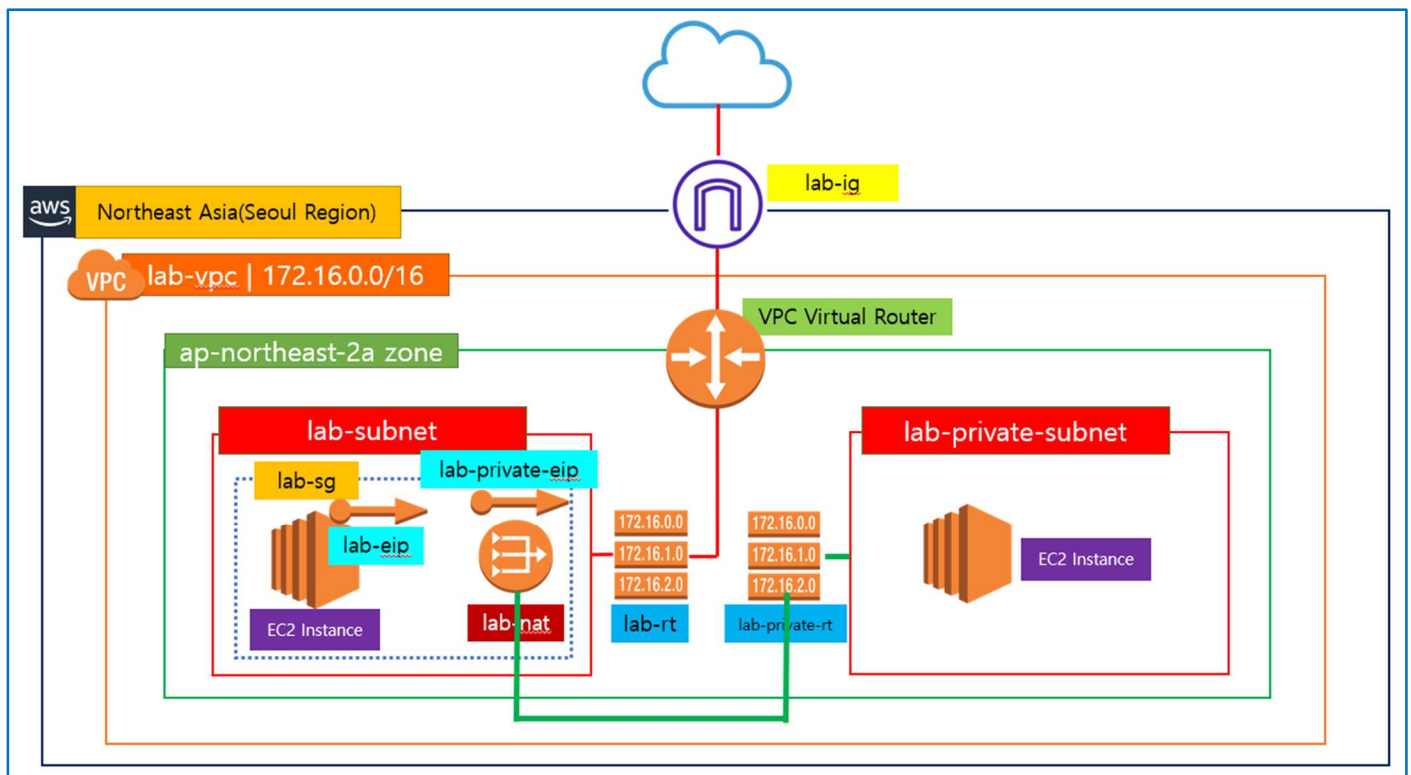 lab-ig
aws
Northeast Asia(Seoul Region)
VPC
lab-vpc | 172.16.0.0/16
VPC Virtual Router
ap-northeast-2a zone
lab-subnet
lab-private-subnet
lab-sg
lab-private-eip
lab-eip
EC2 Instance
lab-nat
172.16.0.0
172.16.1.0
172.16.2.0
lab-rt
172.16.0.0
172.16.1.0
172.16.2.0
lab-private-rt
EC2 Instance